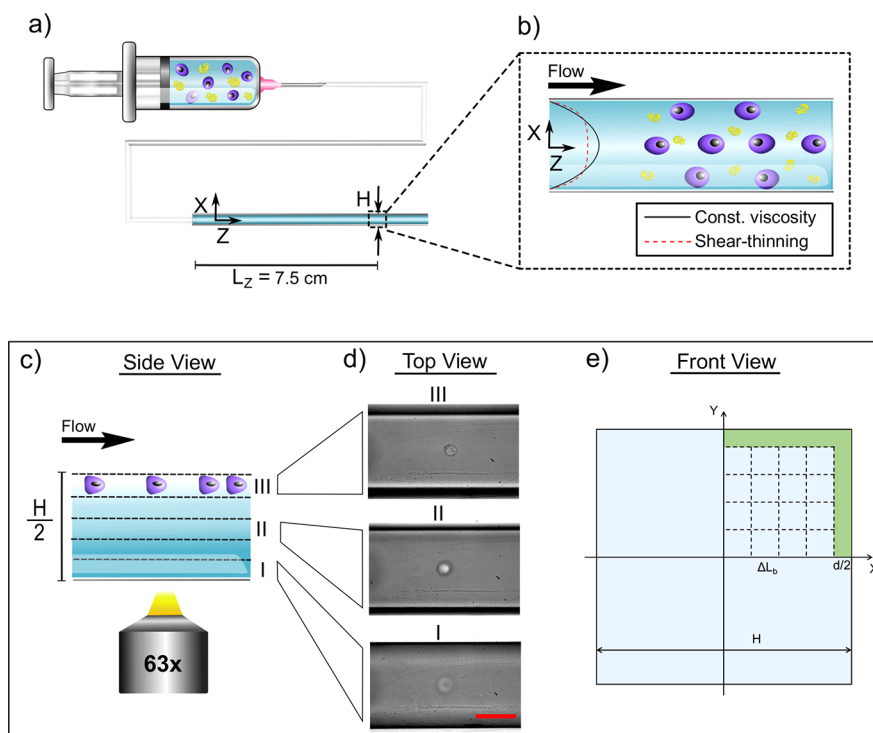 a)
X
Z
H
L_Z = 7.5 cm
b)
Flow
X
Z
Const. viscosity
Shear-thinning
c)
Side View
Flow
H
2
III
II
I
63x
d)
Top View
III
II
I
e)
Front View
Y
X
ΔL_b
d/2
H